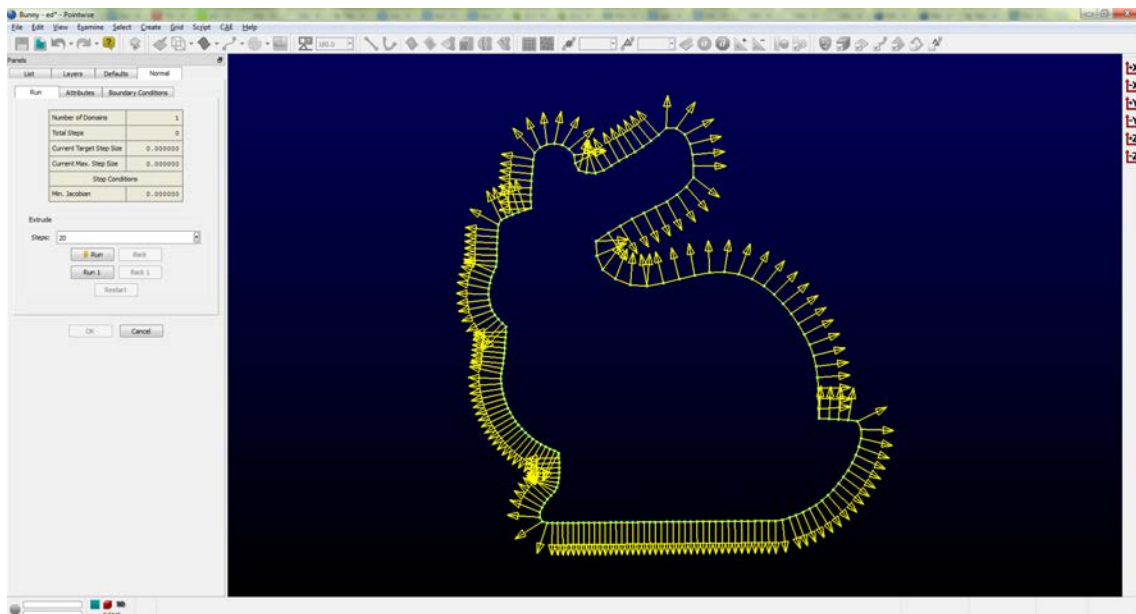 Bunny - ed* - Pointwise
File Edit View Examine Select Create Grid Script CAE Help
180.0
Panels
List Layers Defaults Normal
Run Attributes Boundary Conditions
Number of Domains 1
Total Steps 0
Current Target Step Size 0.000000
Current Max. Step Size 0.000000
Stop Conditions
Min. Jacobian 0.000000
Extrude
Steps: 20
Run Back
Run 1 Back 1
Restart
OK Cancel
+X
-X
+Y
-Y
+Z
-Z